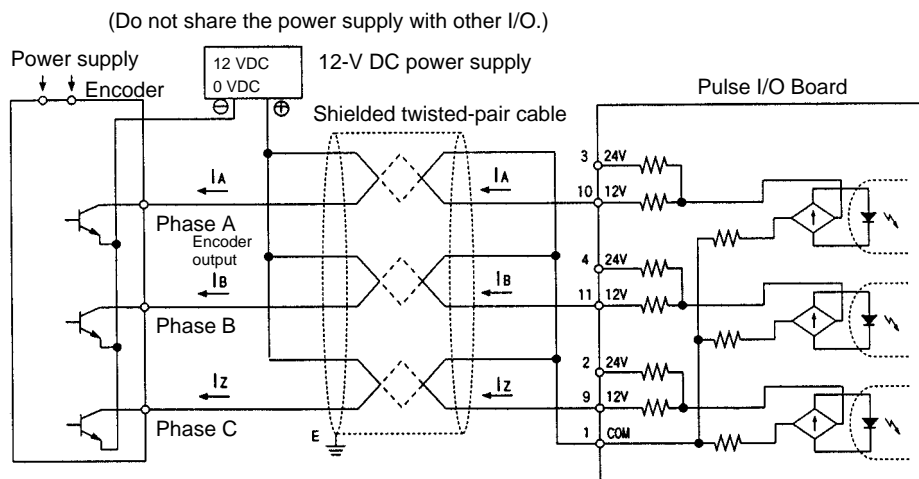 (Do not share the power supply with other I/O.)
Power supply
12 VDC
0 VDC
12-V DC power supply
Encoder
Pulse I/O Board
Shielded twisted-pair cable
3 24V
IA
IA
10 12V
Phase A
Encoder
output
4 24V
IB
IB
11 12V
Phase B
2 24V
IZ
IZ
9 12V
Phase C
E
1 COM